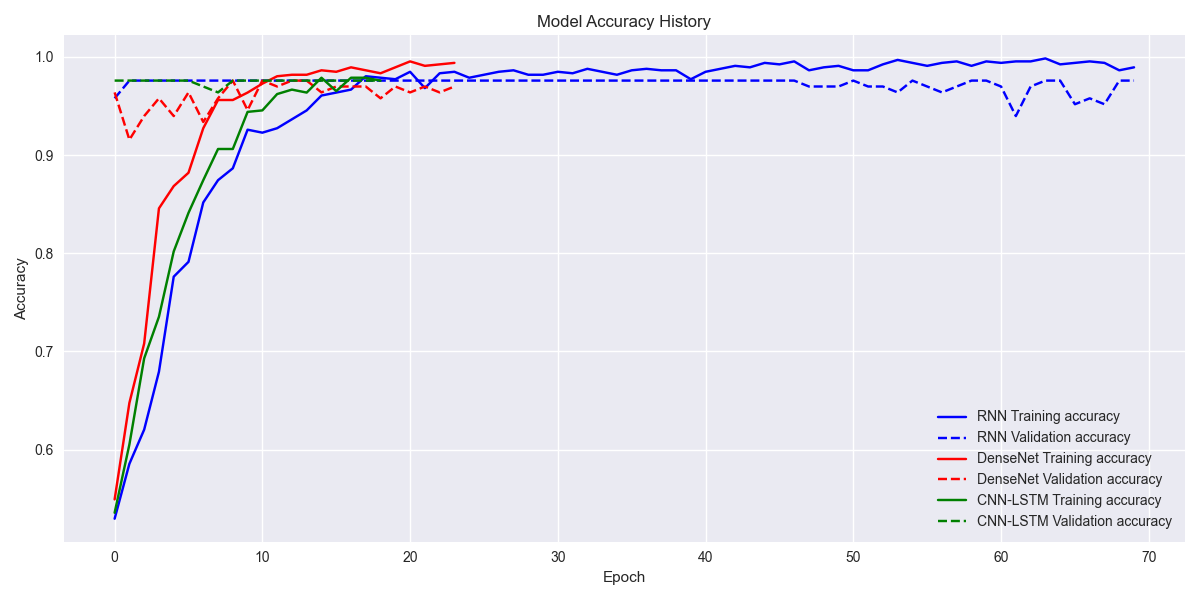 Model Accuracy History
1.0
0.9
0.8
0.7
0.6
Accuracy
0 10 20 30 40 50 60 70
Epoch
RNN Training accuracy
RNN Validation accuracy
DenseNet Training accuracy
DenseNet Validation accuracy
CNN-LSTM Training accuracy
CNN-LSTM Validation accuracy